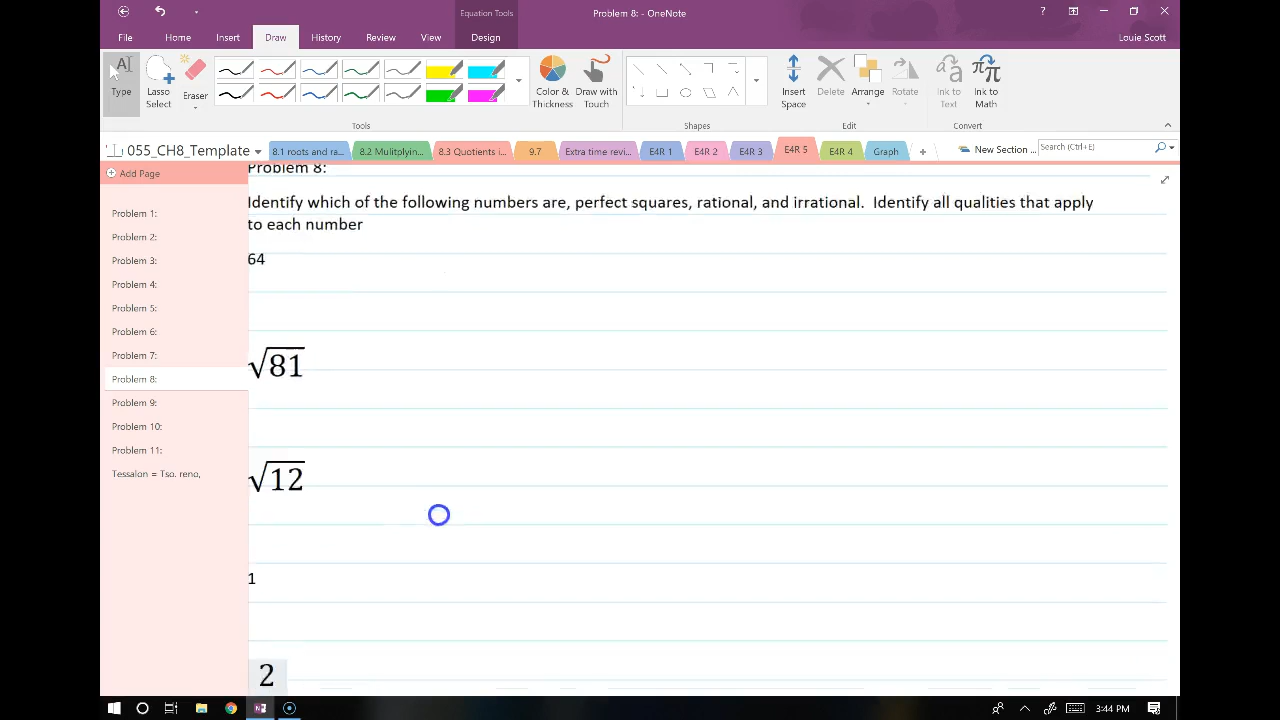 Equation Tools
Problem 8: - OneNote
?
File
Home
Insert
Draw
History
Review
View
Design
Louie Scott
Type
Lasso
Select
Eraser
Color &
Thickness
Draw with
Touch
Insert
Space
Delete
Arrange
Rotate
Ink to
Text
Ink to
Math
Tools
Shapes
Edit
Convert
055_CH8_Template
8.1 roots and ra...
8.2 Mulitplyin...
8.3 Quotients i...
9.7
Extra time revi...
E4R 1
E4R 2
E4R 3
E4R 5
E4R 4
Graph
+
New Section ...
Search (Ctrl+E)
Add Page
Problem 1:
Problem 2:
Problem 3:
Problem 4:
Problem 5:
Problem 6:
Problem 7:
Problem 8:
Problem 9:
Problem 10:
Problem 11:
Tessalon = Tso. reno,
Problem 8:
Identify which of the following numbers are, perfect squares, rational, and irrational. Identify all qualities that apply
to each number
64
√81
√12
1
2
3:44 PM